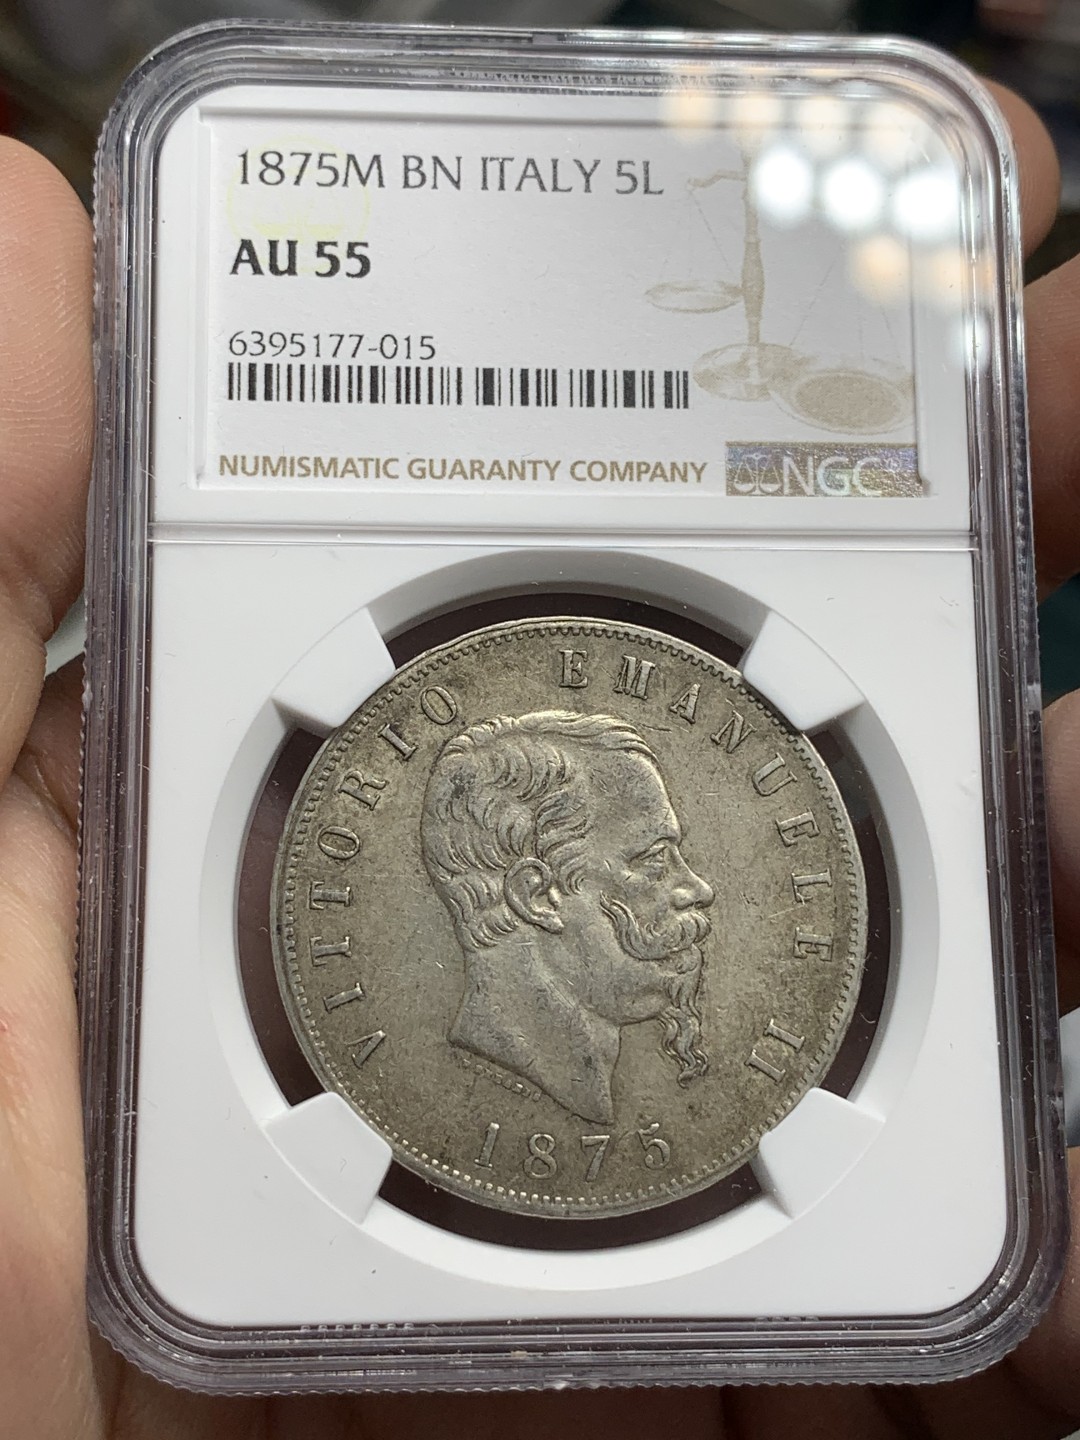 1875M BN ITALY 5L
AU 55
6395177-015
NUMISMATIC GUARANTY COMPANY NGC
VITTORIO EMANUELE II
1875